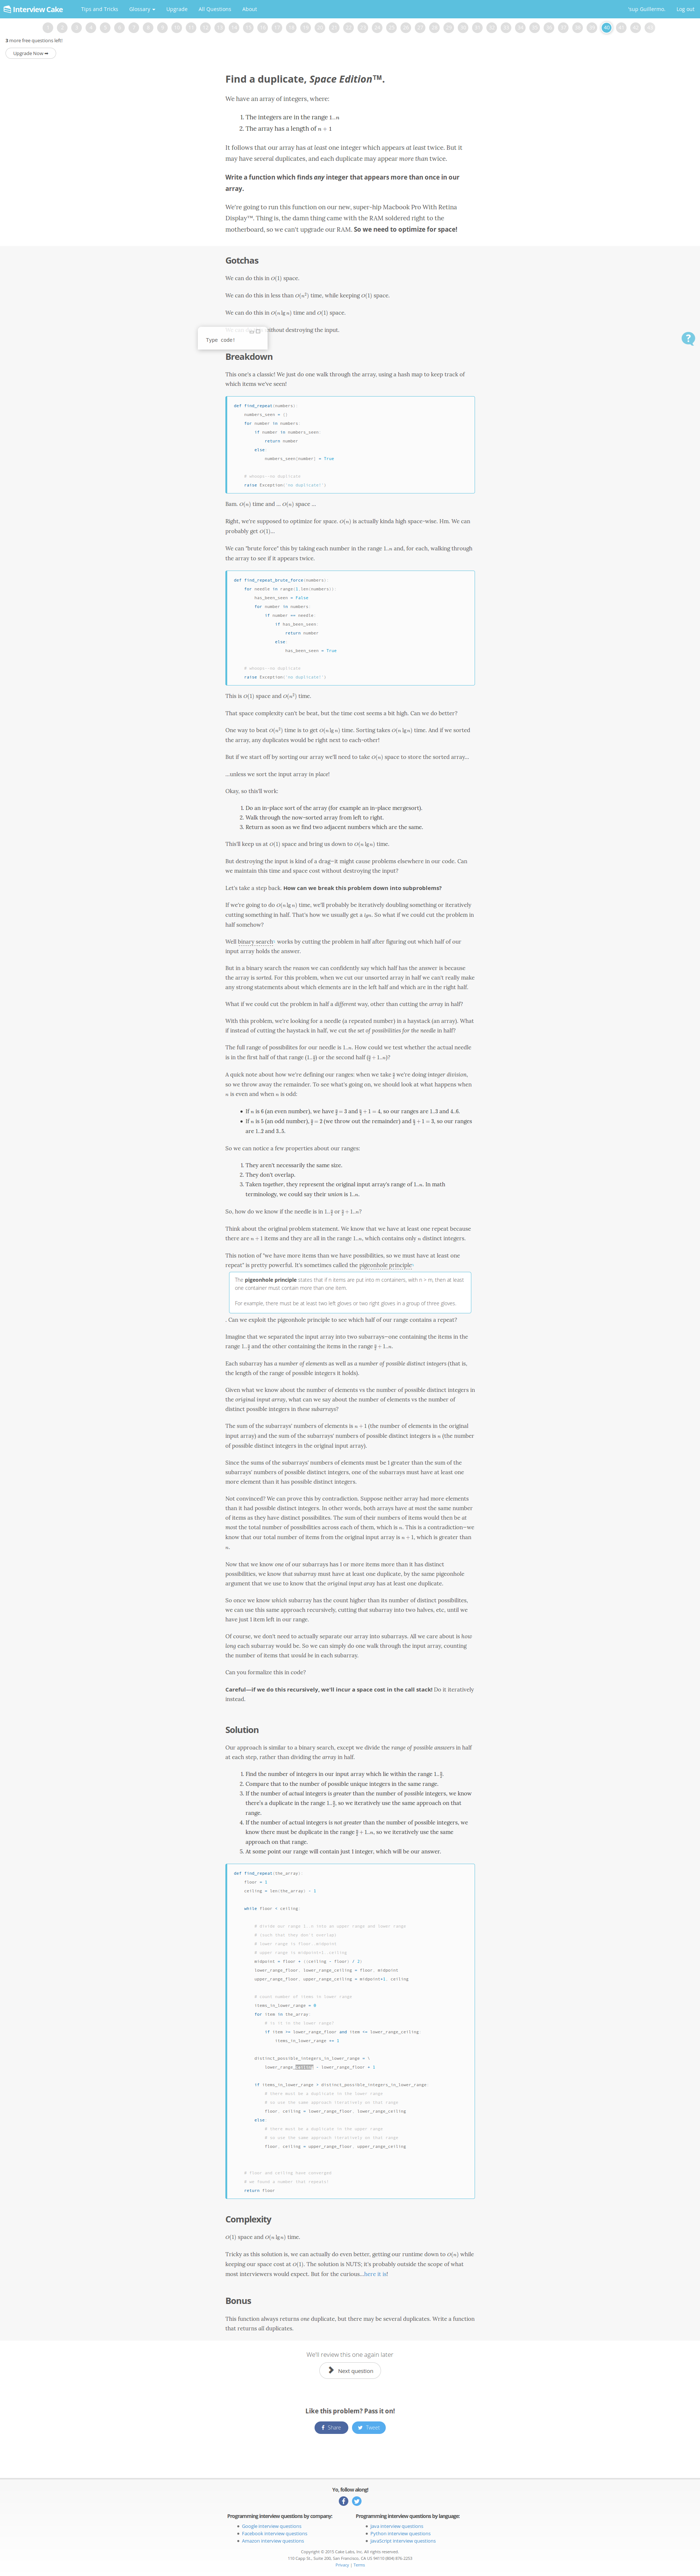 Interview Cake
Tips and Tricks Glossary Upgrade All Questions About
'sup Guillermo. Log out
3 more free questions left!
Upgrade Now ➡
Find a duplicate, Space Edition™.
We have an array of integers, where:
1. The integers are in the range 1..n
2. The array has a length of n + 1
It follows that our array has at least one integer which appears at least twice. But it
may have several duplicates, and each duplicate may appear more than twice.
Write a function which finds any integer that appears more than once in our
array.
We're going to run this function on our new, super-hip Macbook Pro With Retina
Display™. Thing is, the damn thing came with the RAM soldered right to the
motherboard, so we can't upgrade our RAM. So we need to optimize for space!
Gotchas
We can do this in O(1) space.
We can do this in less than O(n²) time, while keeping O(1) space.
We can do this in O(n lg n) time and O(1) space.
without destroying the input.
Type code!
Breakdown
This one's a classic! We just do one walk through the array, using a hash map to keep track of
which items we've seen!
def find_repeat(numbers):
numbers_seen = {}
for number in numbers:
if number in numbers_seen:
return number
else:
numbers_seen[number] = True
# whoops--no duplicate
raise Exception('no duplicate!')
Bam. O(n) time and ... O(n) space ...
Right, we're supposed to optimize for space. O(n) is actually kinda high space-wise. Hm. We can
probably get O(1)...
We can "brute force" this by taking each number in the range 1..n and, for each, walking through
the array to see if it appears twice.
def find_repeat_brute_force(numbers):
for needle in range(1,len(numbers)):
has_been_seen = False
for number in numbers:
if number == needle:
if has_been_seen:
return number
else:
has_been_seen = True
# whoops--no duplicate
raise Exception('no duplicate!')
This is O(1) space and O(n²) time.
That space complexity can't be beat, but the time cost seems a bit high. Can we do better?
One way to beat O(n²) time is to get O(n lg n) time. Sorting takes O(n lg n) time. And if we sorted
the array, any duplicates would be right next to each-other!
But if we start off by sorting our array we'll need to take O(n) space to store the sorted array...
...unless we sort the input array in place!
Okay, so this'll work:
1. Do an in-place sort of the array (for example an in-place mergesort).
2. Walk through the now-sorted array from left to right.
3. Return as soon as we find two adjacent numbers which are the same.
This'll keep us at O(1) space and bring us down to O(n lg n) time.
But destroying the input is kind of a drag—it might cause problems elsewhere in our code. Can
we maintain this time and space cost without destroying the input?
Let's take a step back. How can we break this problem down into subproblems?
If we're going to do O(n lg n) time, we'll probably be iteratively doubling something or iteratively
cutting something in half. That's how we usually get a lg n. So what if we could cut the problem in
half somehow?
Well binary search works by cutting the problem in half after figuring out which half of our
input array holds the answer.
But in a binary search the reason we can confidently say which half has the answer is because
the array is sorted. For this problem, when we cut our unsorted array in half we can't really make
any strong statements about which elements are in the left half and which are in the right half.
What if we could cut the problem in half a different way, other than cutting the array in half?
With this problem, we're looking for a needle (a repeated number) in a haystack (an array). What
if instead of cutting the haystack in half, we cut the set of possibilities for the needle in half?
The full range of possibilites for our needle is 1..n. How could we test whether the actual needle
is in the first half of that range (1..n/2) or the second half (n/2 + 1..n)?
A quick note about how we're defining our ranges: when we take n/2 we're doing integer division,
so we throw away the remainder. To see what's going on, we should look at what happens when
n is even and when n is odd:
• If n is 6 (an even number), we have n/2 = 3 and n/2 + 1 = 4, so our ranges are 1..3 and 4..6.
• If n is 5 (an odd number), n/2 = 2 (we throw out the remainder) and n/2 + 1 = 3, so our ranges
are 1..2 and 3..5.
So we can notice a few properties about our ranges:
1. They aren't necessarily the same size.
2. They don't overlap.
3. Taken together, they represent the original input array's range of 1..n. In math
terminology, we could say their union is 1..n.
So, how do we know if the needle is in 1..n/2 or n/2 + 1..n?
Think about the original problem statement. We know that we have at least one repeat because
there are n + 1 items and they are all in the range 1..n, which contains only n distinct integers.
This notion of "we have more items than we have possibilities, so we must have at least one
repeat" is pretty powerful. It's sometimes called the pigeonhole principle
The pigeonhole principle states that if n items are put into m containers, with n > m, then at least
one container must contain more than one item.
For example, there must be at least two left gloves or two right gloves in a group of three gloves.
. Can we exploit the pigeonhole principle to see which half of our range contains a repeat?
Imagine that we separated the input array into two subarrays—one containing the items in the
range 1..n/2 and the other containing the items in the range n/2 + 1..n.
Each subarray has a number of elements as well as a number of possible distinct integers (that is,
the length of the range of possible integers it holds).
Given what we know about the number of elements vs the number of possible distinct integers in
the original input array, what can we say about the number of elements vs the number of
distinct possible integers in these subarrays?
The sum of the subarrays' numbers of elements is n + 1 (the number of elements in the original
input array) and the sum of the subarrays' numbers of possible distinct integers is n (the number
of possible distinct integers in the original input array).
Since the sums of the subarrays' numbers of elements must be 1 greater than the sum of the
subarrays' numbers of possible distinct integers, one of the subarrays must have at least one
more element than it has possible distinct integers.
Not convinced? We can prove this by contradiction. Suppose neither array had more elements
than it had possible distinct integers. In other words, both arrays have at most the same number
of items as they have distinct possibilites. The sum of their numbers of items would then be at
most the total number of possibilities across each of them, which is n. This is a contradiction—we
know that our total number of items from the original input array is n + 1, which is greater than
n.
Now that we know one of our subarrays has 1 or more items more than it has distinct
possibilities, we know that subarray must have at least one duplicate, by the same pigeonhole
argument that we use to know that the original input array has at least one duplicate.
So once we know which subarray has the count higher than its number of distinct possibilites,
we can use this same approach recursively, cutting that subarray into two halves, etc, until we
have just 1 item left in our range.
Of course, we don't need to actually separate our array into subarrays. All we care about is how
long each subarray would be. So we can simply do one walk through the input array, counting
the number of items that would be in each subarray.
Can you formalize this in code?
Careful—if we do this recursively, we'll incur a space cost in the call stack! Do it iteratively
instead.
Solution
Our approach is similar to a binary search, except we divide the range of possible answers in half
at each step, rather than dividing the array in half.
1. Find the number of integers in our input array which lie within the range 1..n/2.
2. Compare that to the number of possible unique integers in the same range.
3. If the number of actual integers is greater than the number of possible integers, we know
there's a duplicate in the range 1..n/2, so we iteratively use the same approach on that
range.
4. If the number of actual integers is not greater than the number of possible integers, we
know there must be duplicate in the range n/2 + 1..n, so we iteratively use the same
approach on that range.
5. At some point our range will contain just 1 integer, which will be our answer.
def find_repeat(the_array):
floor = 1
ceiling = len(the_array) - 1
while floor < ceiling:
# divide our range 1..n into an upper range and lower range
# (such that they don't overlap)
# lower range is floor..midpoint
# upper range is midpoint+1..ceiling
midpoint = floor + ((ceiling - floor) / 2)
lower_range_floor, lower_range_ceiling = floor, midpoint
upper_range_floor, upper_range_ceiling = midpoint+1, ceiling
# count number of items in lower range
items_in_lower_range = 0
for item in the_array:
# is it in the lower range?
if item >= lower_range_floor and item <= lower_range_ceiling:
items_in_lower_range += 1
distinct_possible_integers_in_lower_range = \
lower_range_ceiling - lower_range_floor + 1
if items_in_lower_range > distinct_possible_integers_in_lower_range:
# there must be a duplicate in the lower range
# so use the same approach iteratively on that range
floor, ceiling = lower_range_floor, lower_range_ceiling
else:
# there must be a duplicate in the upper range
# so use the same approach iteratively on that range
floor, ceiling = upper_range_floor, upper_range_ceiling
# floor and ceiling have converged
# we found a number that repeats!
return floor
Complexity
O(1) space and O(n lg n) time.
Tricky as this solution is, we can actually do even better, getting our runtime down to O(n) while
keeping our space cost at O(1). The solution is NUTS; it's probably outside the scope of what
most interviewers would expect. But for the curious...here it is!
Bonus
This function always returns one duplicate, but there may be several duplicates. Write a function
that returns all duplicates.
We'll review this one again later
Next question
Like this problem? Pass it on!
Share Tweet
Yo, follow along!
Programming interview questions by company:
• Google interview questions
• Facebook interview questions
• Amazon interview questions
Programming interview questions by language:
• Java interview questions
• Python interview questions
• JavaScript interview questions
Copyright © 2015 Cake Labs, Inc. All rights reserved.
110 Capp St., Suite 200, San Francisco, CA US 94110 (804) 876-2253
Privacy | Terms